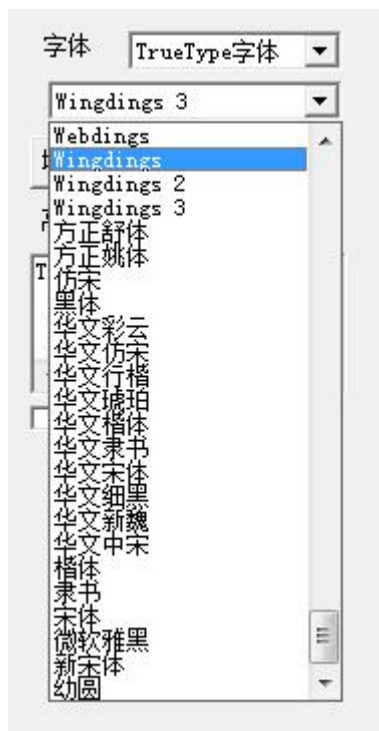 字体 TrueType字体
Wingdings 3
Webdings
Wingdings
Wingdings 2
Wingdings 3
方正舒体
方正姚体
仿宋
黑体
华文彩云
华文仿宋
华文行楷
华文琥珀
华文楷体
华文隶书
华文宋体
华文细黑
华文新魏
华文中宋
楷体
隶书
宋体
微软雅黑
新宋体
幼圆
T